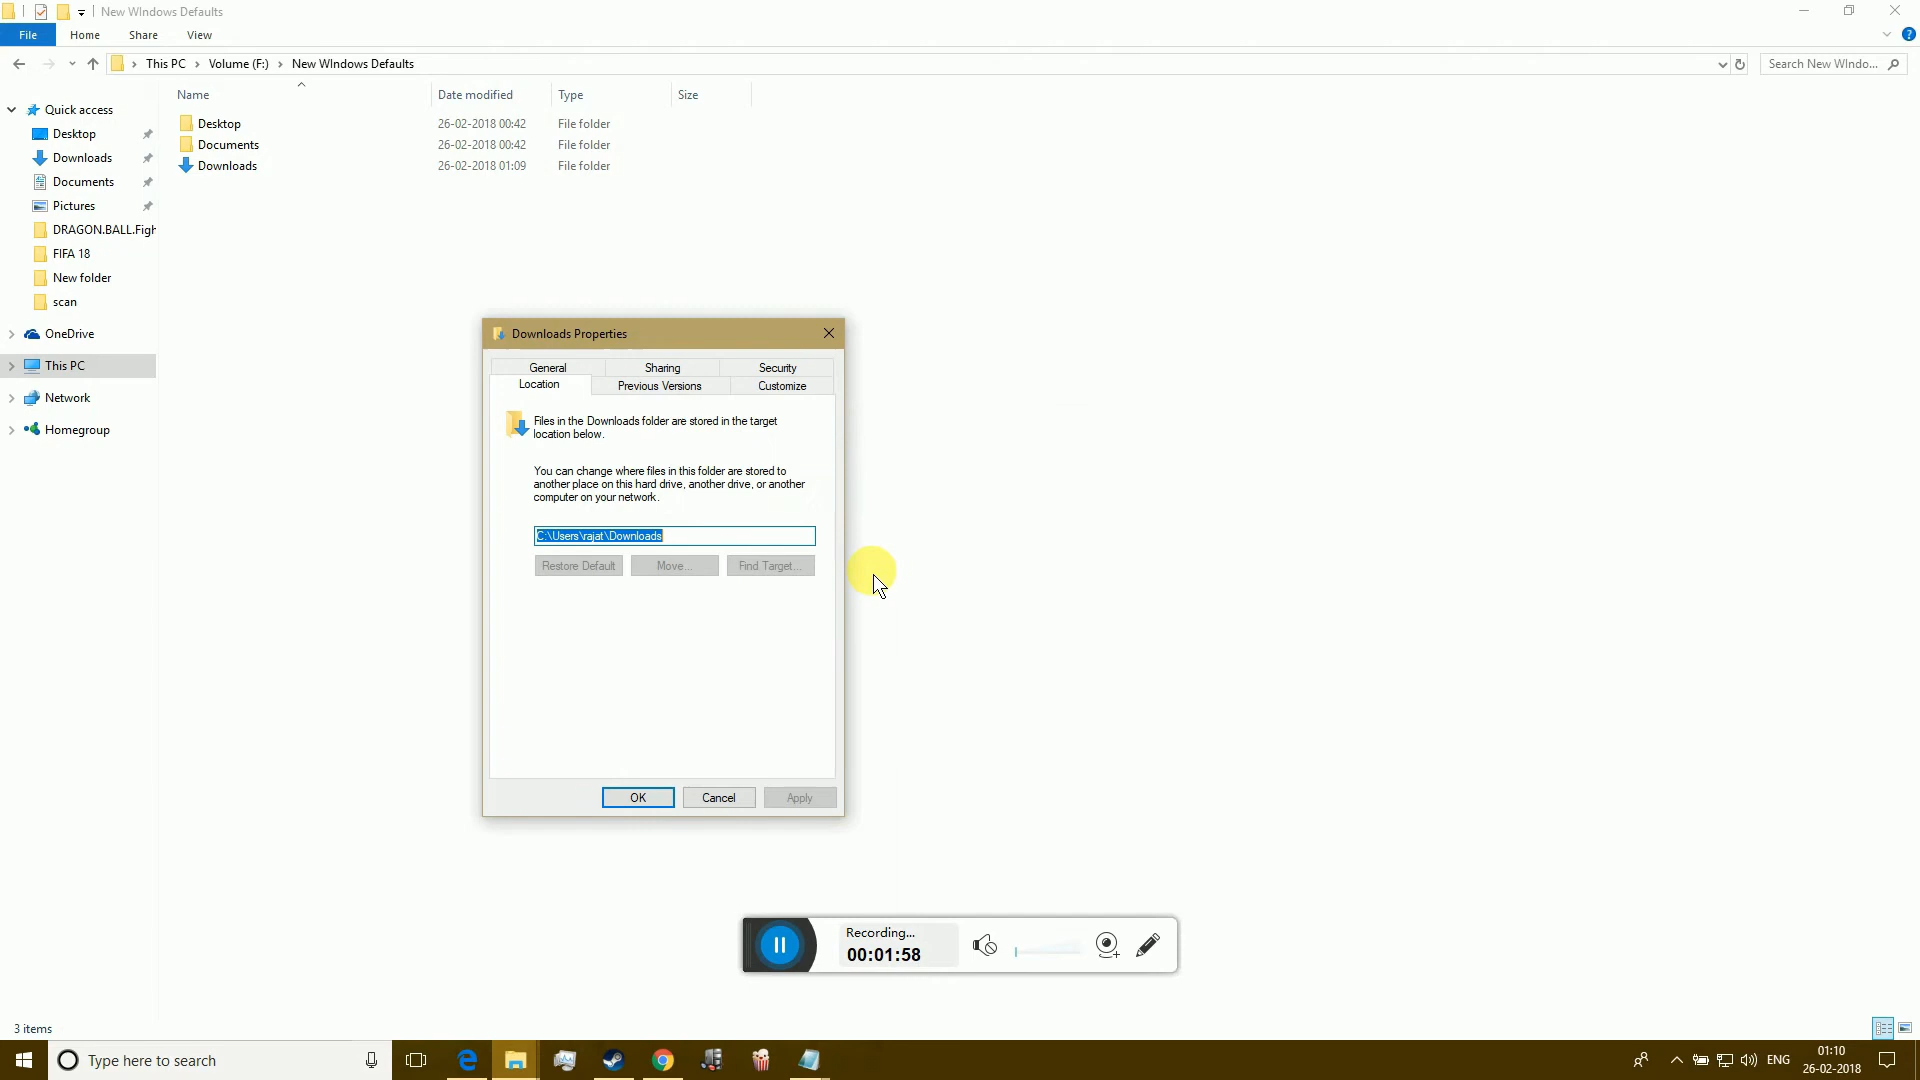 New WIndows Defaults
File
Home
Share
View
This PC
Volume (F:)
New WIndows Defaults
Search New WIndo...
Name
Date modified
Type
Size
Desktop
26-02-2018 00:42
File folder
Documents
26-02-2018 00:42
File folder
Downloads
26-02-2018 01:09
File folder
Quick access
Desktop
Downloads
Documents
Pictures
DRAGON.BALL.Figh
FIFA 18
New folder
scan
OneDrive
This PC
Network
Homegroup
Downloads Properties
General
Sharing
Security
Location
Previous Versions
Customize
Files in the Downloads folder are stored in the target
location below.
You can change where files in this folder are stored to
another place on this hard drive, another drive, or another
computer on your network.
C:\Users\rajat\Downloads
Restore Default
Move...
Find Target...
OK
Cancel
Apply
Recording...
00:01:58
3 items
Type here to search
ENG
01:10
26-02-2018